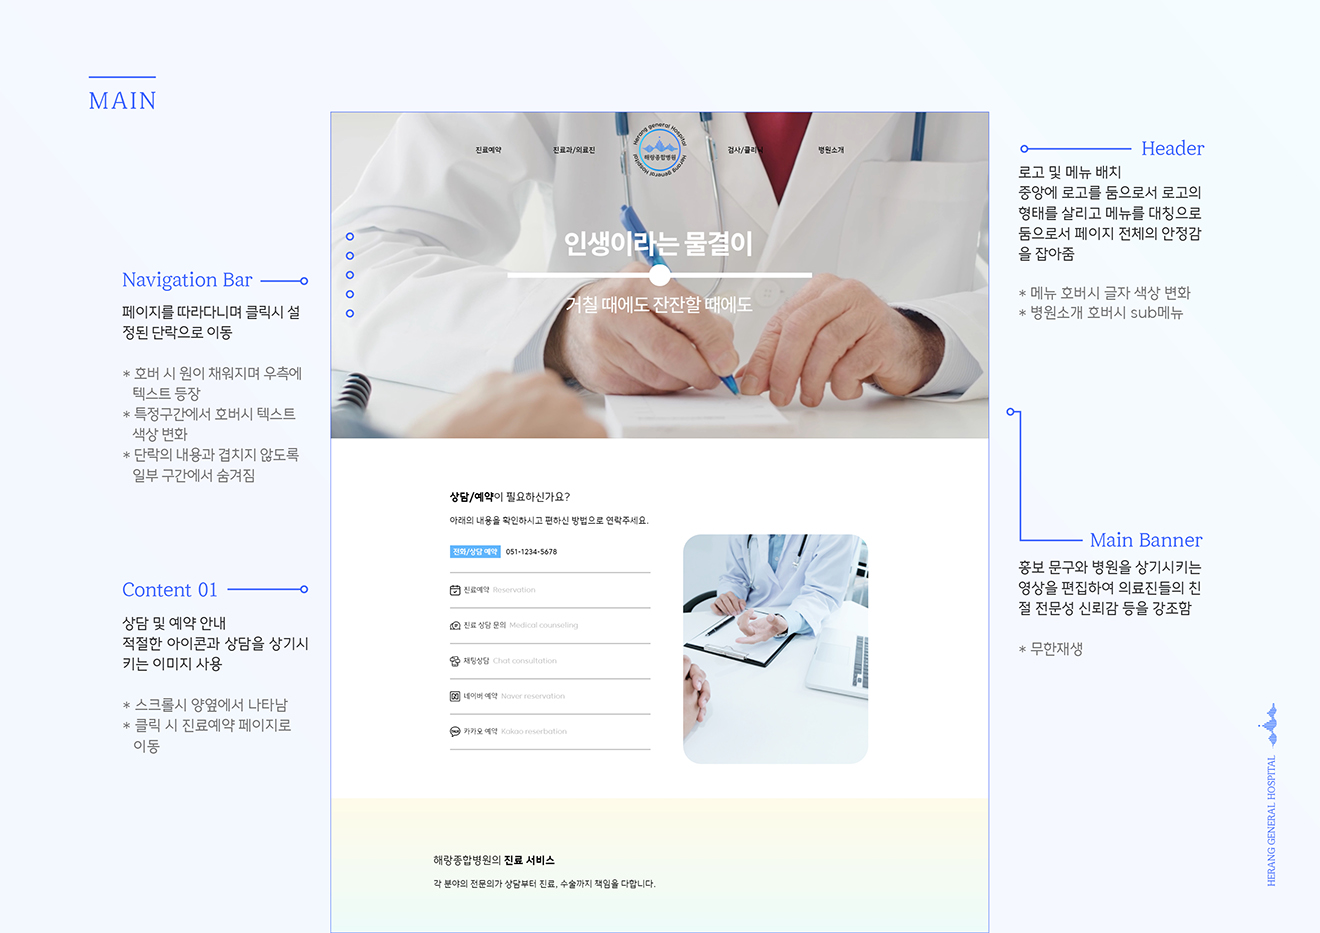 MAIN
Header
로고 및 메뉴 배치
중앙에 로고를 둠으로서 로고의
형태를 살리고 메뉴를 대칭으로
둠으로서 페이지 전체의 안정감
을 잡아줌
* 메뉴 호버시 글자 색상 변화
* 병원소개 호버시 sub메뉴
Navigation Bar
페이지를 따라다니며 클릭시 설
정된 단락으로 이동
* 호버 시 원이 채워지며 우측에
텍스트 등장
* 특정구간에서 호버시 텍스트
색상 변화
* 단락의 내용과 겹치지 않도록
일부 구간에서 숨겨짐
Content 01
상담 및 예약 안내
적절한 아이콘과 상담을 상기시
키는 이미지 사용
* 스크롤시 양옆에서 나타남
* 클릭 시 진료예약 페이지로
이동
진료예약
진료과/의료진
Herang general Hospital
해랑종합병원
Herang general Hospital
검사/클리닉
병원소개
인생이라는 물결이
거칠 때에도 잔잔할 때에도
상담/예약이 필요하신가요?
아래의 내용을 확인하시고 편하신 방법으로 연락주세요.
전화/상담 예약 051-1234-5678
진료예약 Reservation
진료 상담 문의 Medical counseling
채팅상담 Chat consultation
네이버 예약 Naver reservation
카카오 예약 Kakao reserbation
해랑종합병원의 진료 서비스
각 분야의 전문의가 상담부터 진료, 수술까지 책임을 다합니다.
Main Banner
홍보 문구와 병원을 상기시키는
영상을 편집하여 의료진들의 친
절 전문성 신뢰감 등을 강조함
* 무한재생
HERANG GENERAL HOSPITAL